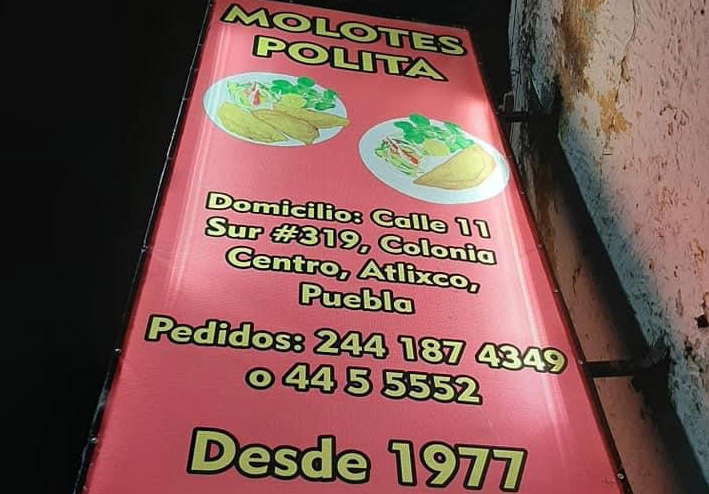 MOLOTES
POLITA
Domicilio: Calle 11
Sur #319, Colonia
Centro, Atlixco,
Puebla
Pedidos: 244 187 4349
o 44 5 5552
Desde 1977